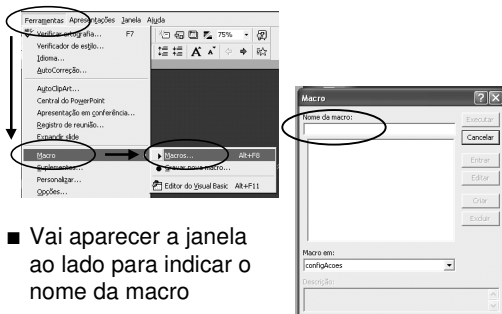 Ferramentas Apresentações Janela Ajuda
Verificar ortografia... F7
75%
Verificador de estilo...
Idioma...
AutoCorreção...
AutoClipArt...
Central do PowerPoint
Apresentação em conferência...
Registro de reunião...
Expandir slide
Macro
Macros... Alt+F8
Suplementos...
Gravar nova macro...
Personalizar...
Editor do Visual Basic Alt+F11
Opções...
Macro
Nome da macro:
Executar
Cancelar
Entrar
Editar
Criar
Excluir
Macro em:
configAcoes
Descrição:
■ Vai aparecer a janela
ao lado para indicar o
nome da macro